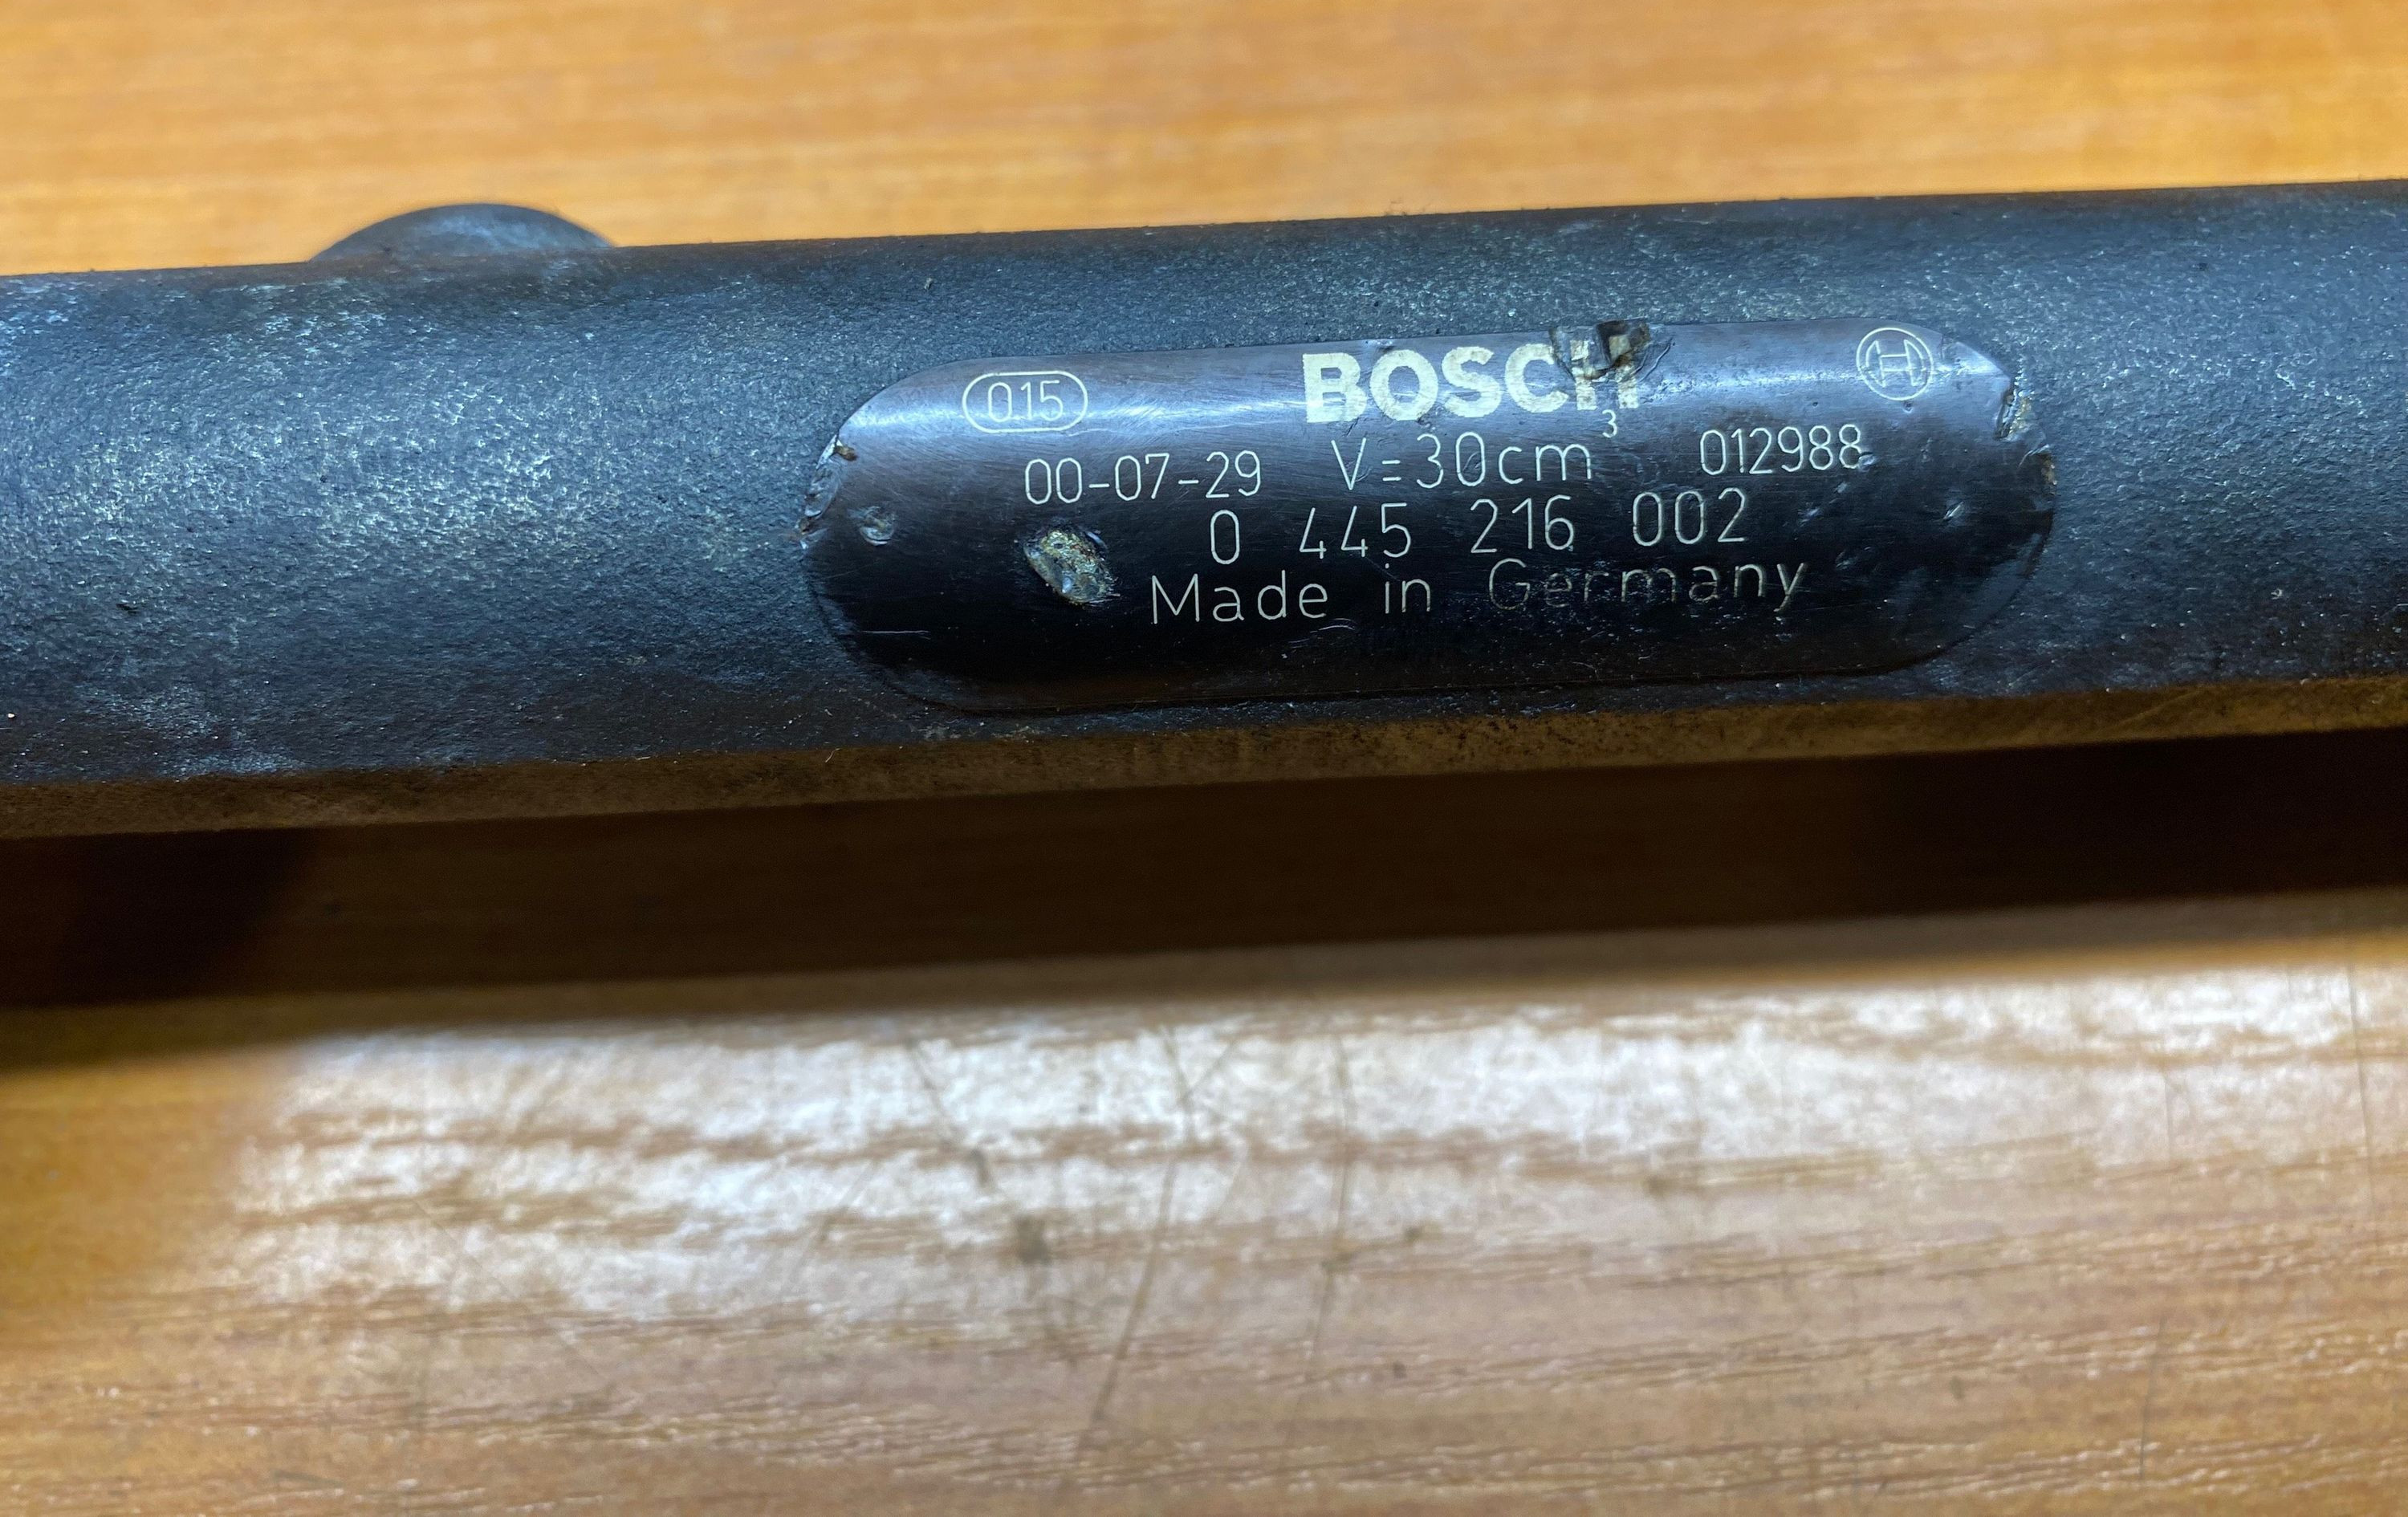 015 BOSCH
00-07-29 V=30cm³ 012988
0 445 216 002
Made in Germany